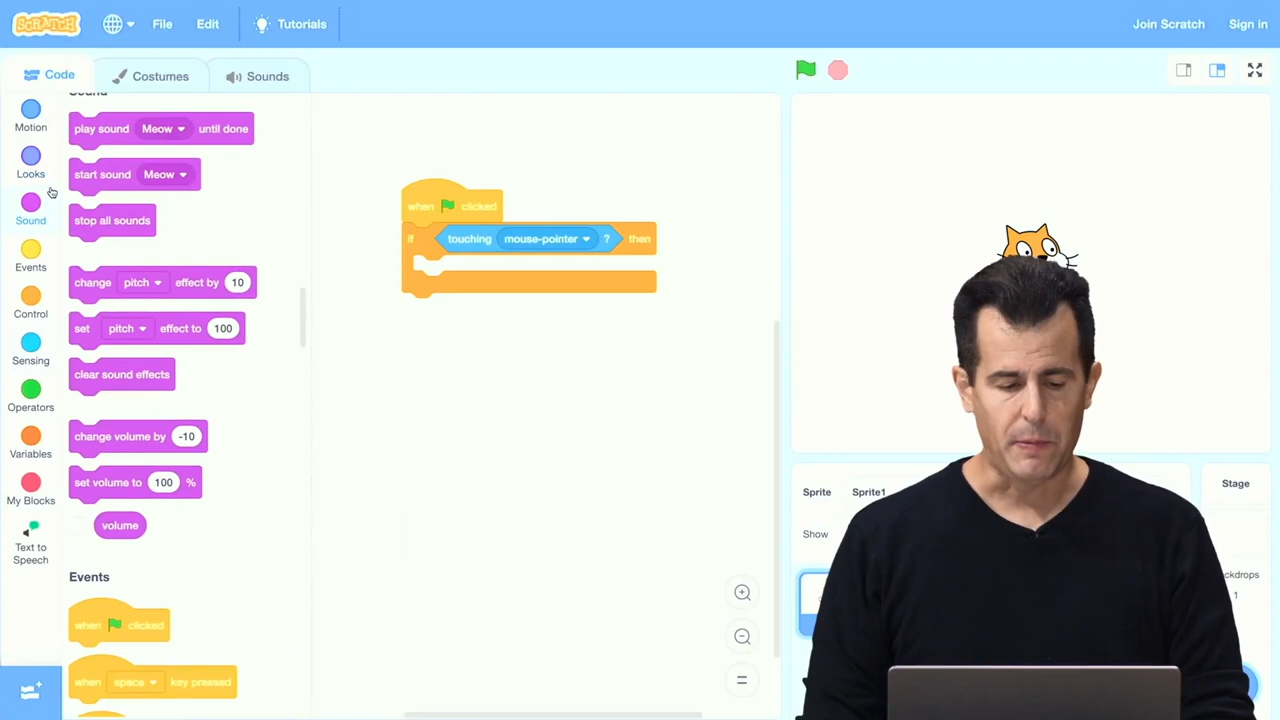 SCRATCH
File
Edit
Tutorials
Join Scratch
Sign in
Code
Costumes
Sounds
Motion
Looks
Sound
Events
Control
Sensing
Operators
Variables
My Blocks
Text to
Speech
Sound
play sound Meow until done
start sound Meow
stop all sounds
change pitch effect by 10
set pitch effect to 100
clear sound effects
change volume by -10
set volume to 100 %
volume
Events
when clicked
when space key pressed
when clicked
if touching mouse-pointer ? then
Sprite Sprite1
Show
Stage
ckdrops
1